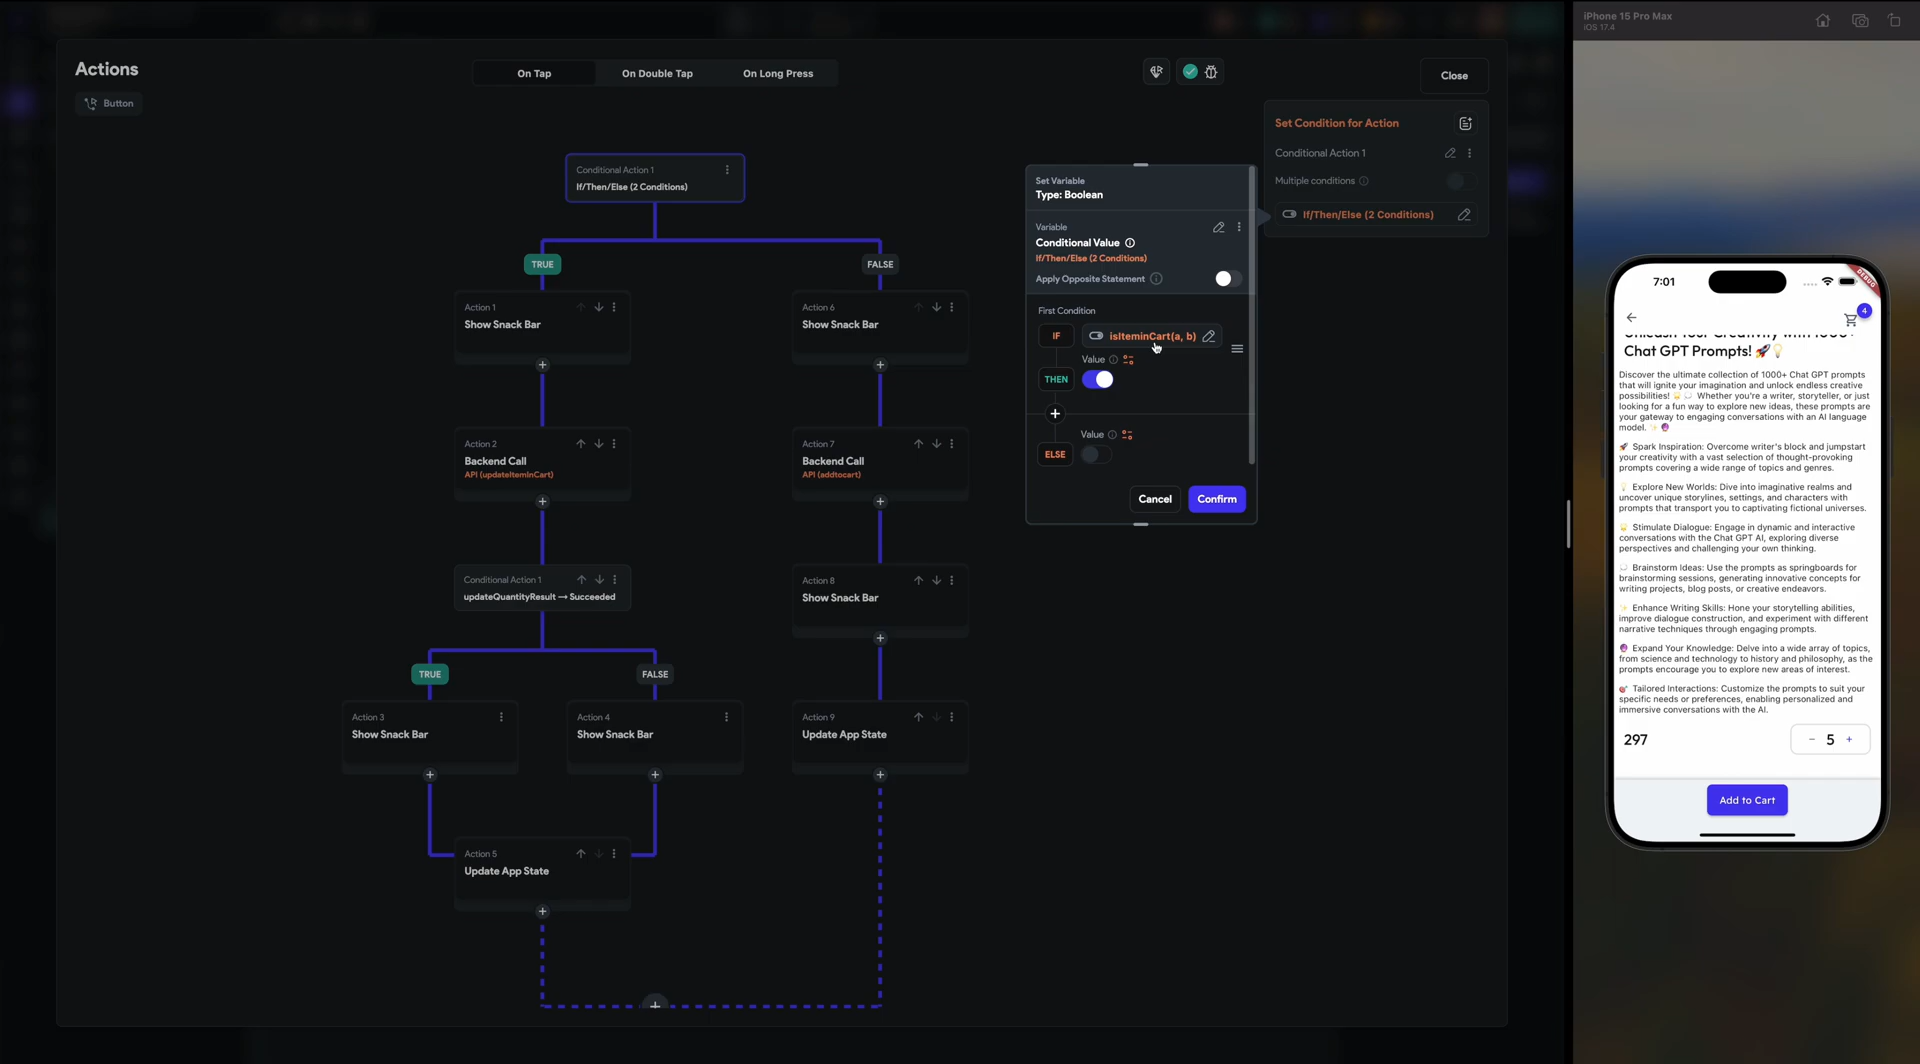 Actions
Button
On Tap
On Double Tap
On Long Press
Close
Conditional Action 1
If/Then/Else (2 Conditions)
TRUE
FALSE
Action 1
Show Snack Bar
Action 6
Show Snack Bar
Action 2
Backend Call
API (updateItemInCart)
Action 7
Backend Call
API (addtocart)
Conditional Action 1
updateQuantityResult → Succeeded
Action 8
Show Snack Bar
TRUE
FALSE
Action 3
Show Snack Bar
Action 4
Show Snack Bar
Action 9
Update App State
Action 5
Update App State
Set Variable
Type: Boolean
Variable
Conditional Value
If/Then/Else (2 Conditions)
Apply Opposite Statement
First Condition
IF
isIteminCart(a, b)
Value
THEN
Value
ELSE
Cancel
Confirm
Set Condition for Action
Conditional Action 1
Multiple conditions
If/Then/Else (2 Conditions)
iPhone 15 Pro Max
iOS 17.4
7:01
DEBUG
4
Chat GPT Prompts! 🚀💡
Discover the ultimate collection of 1000+ Chat GPT prompts
that will ignite your imagination and unlock endless creative
possibilities! 🌟💭 Whether you're a writer, storyteller, or just
looking for a fun way to explore new ideas, these prompts are
your gateway to engaging conversations with an AI language
model. ✨🔮
🚀 Spark Inspiration: Overcome writer's block and jumpstart
your creativity with a vast selection of thought-provoking
prompts covering a wide range of topics and genres.
💡 Explore New Worlds: Dive into imaginative realms and
uncover unique storylines, settings, and characters with
prompts that transport you to captivating fictional universes.
🌟 Stimulate Dialogue: Engage in dynamic and interactive
conversations with the Chat GPT AI, exploring diverse
perspectives and challenging your own thinking.
💭 Brainstorm Ideas: Use the prompts as springboards for
brainstorming sessions, generating innovative concepts for
writing projects, blog posts, or creative endeavors.
✨ Enhance Writing Skills: Hone your storytelling abilities,
improve dialogue construction, and experiment with different
narrative techniques through engaging prompts.
🔮 Expand Your Knowledge: Delve into a wide array of topics,
from science and technology to history and philosophy, as the
prompts encourage you to explore new areas of interest.
🎯 Tailored Interactions: Customize the prompts to suit your
specific needs or preferences, enabling personalized and
immersive conversations with the AI.
297
− 5 +
Add to Cart